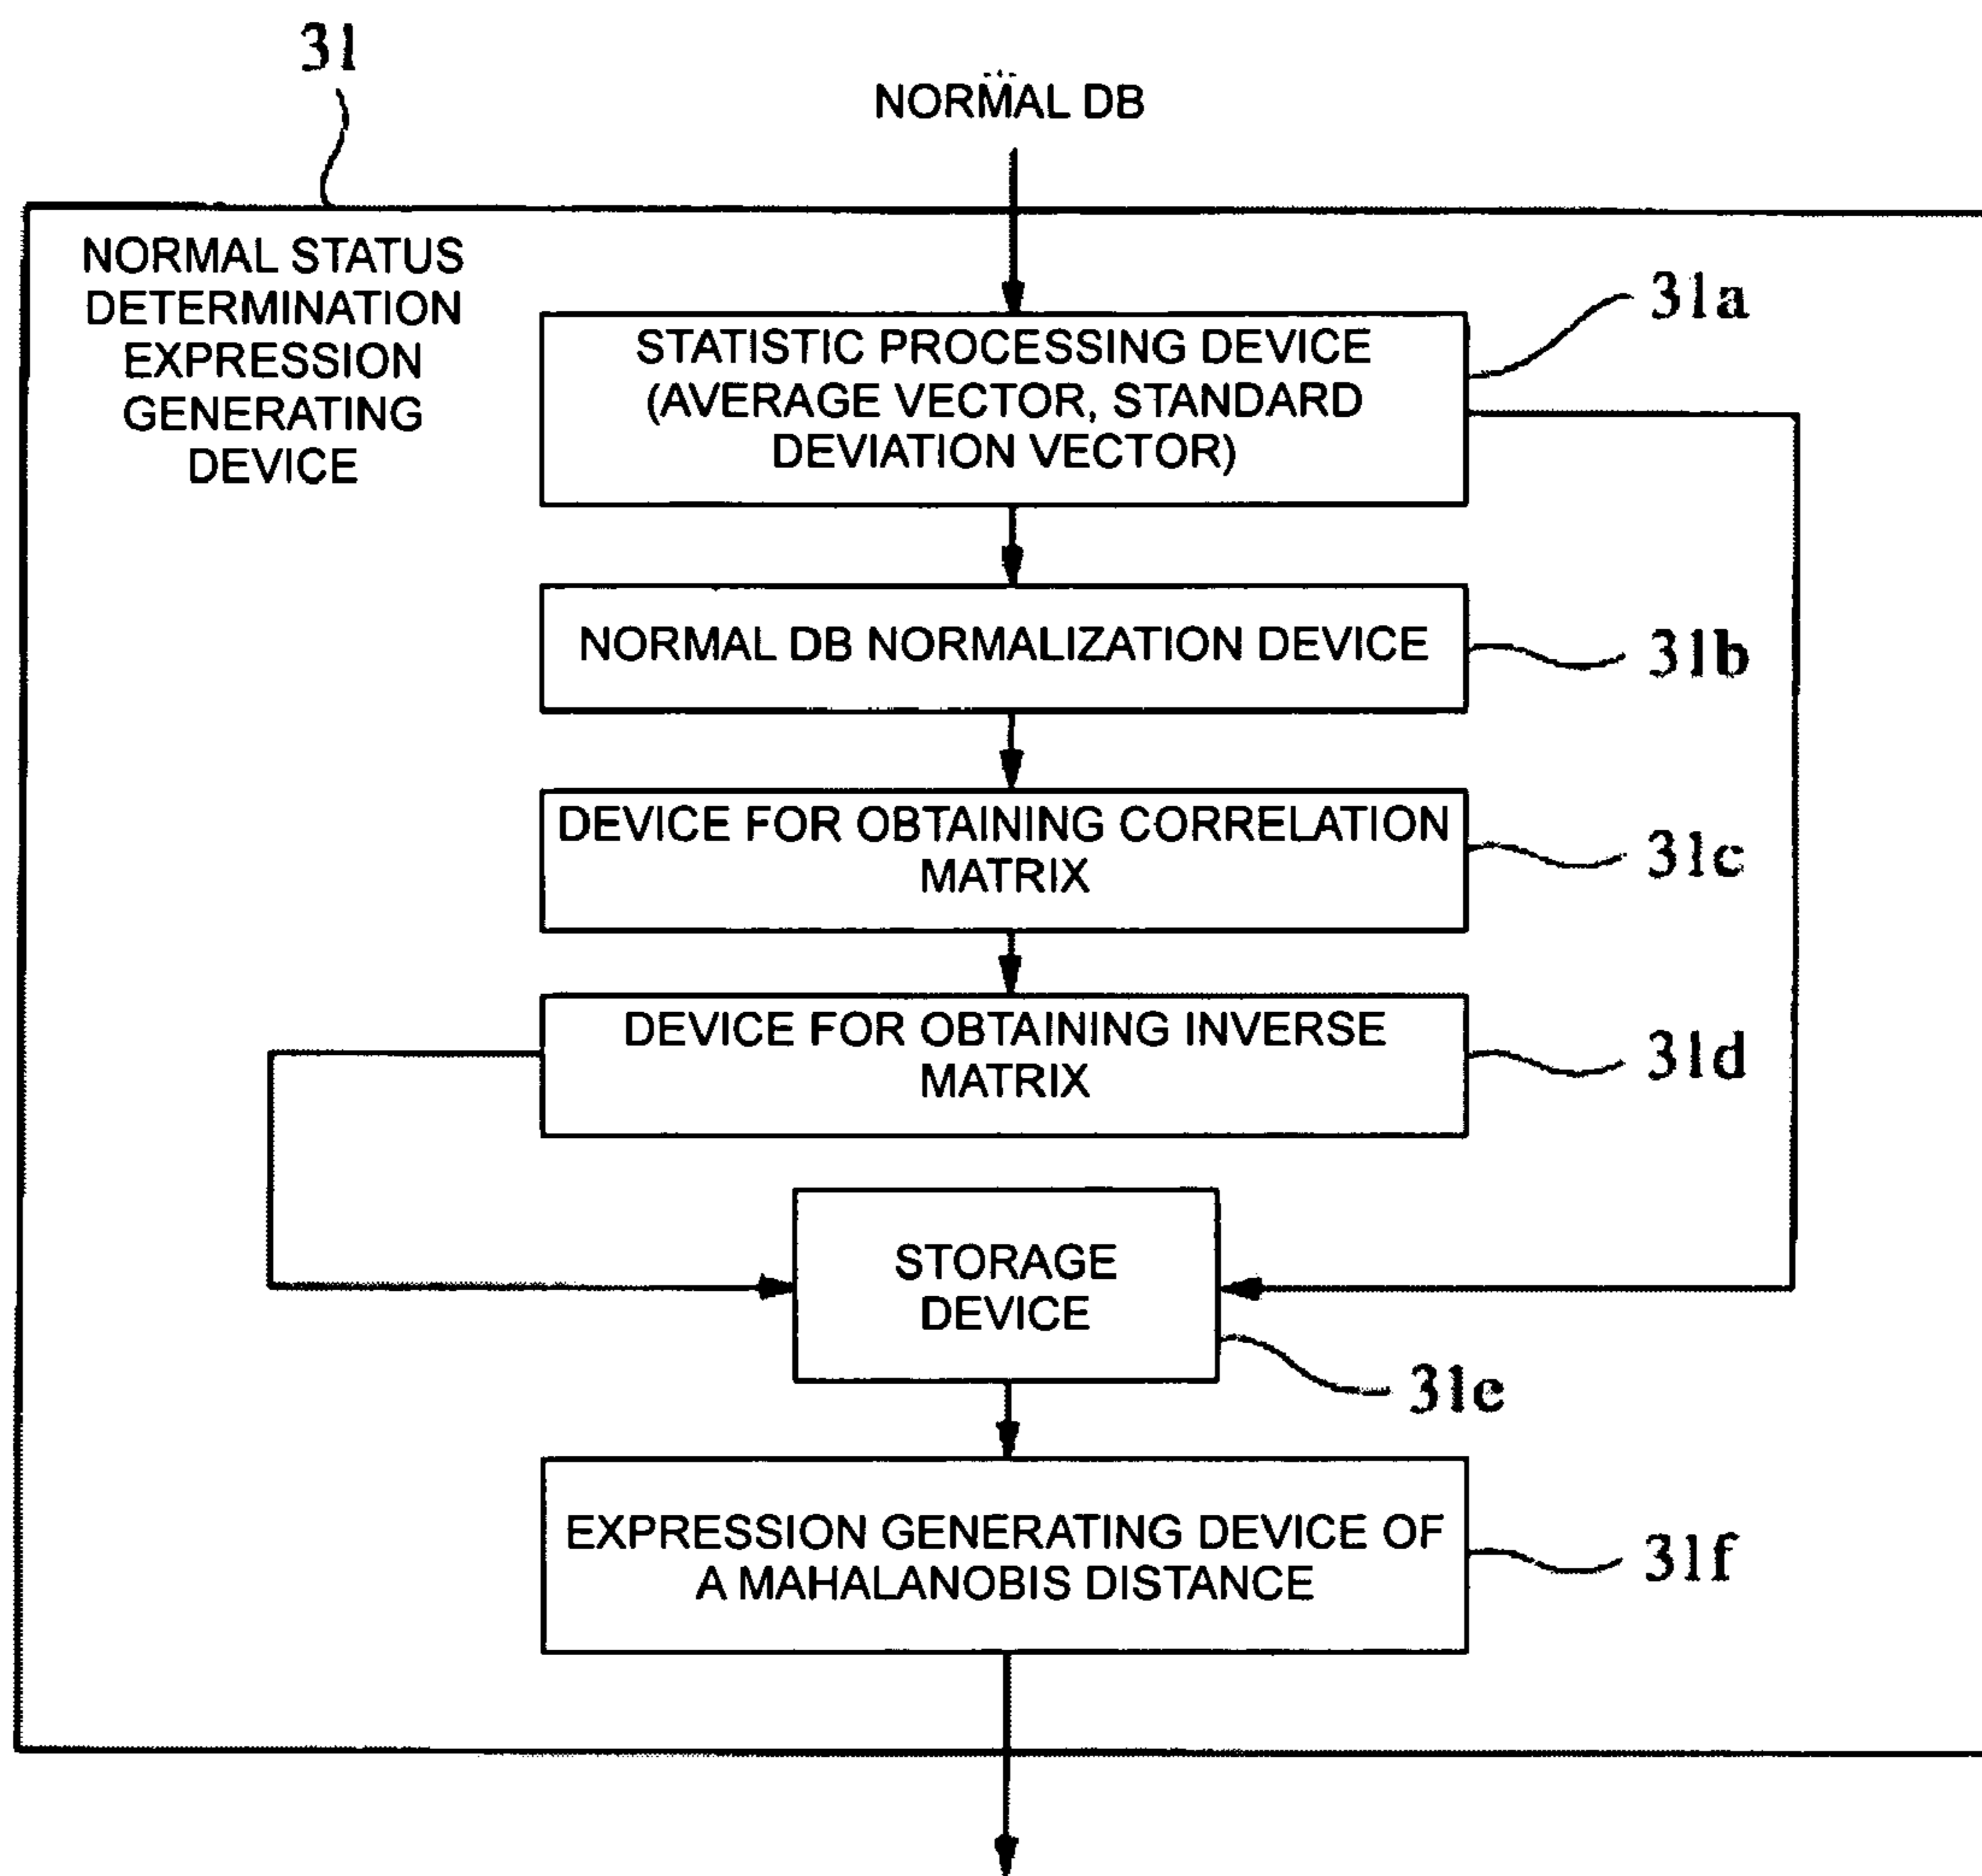 31
NORMAL DB
NORMAL STATUS
DETERMINATION
EXPRESSION
GENERATING
DEVICE
STATISTIC PROCESSING DEVICE
(AVERAGE VECTOR, STANDARD
DEVIATION VECTOR)
31a
NORMAL DB NORMALIZATION DEVICE
31b
DEVICE FOR OBTAINING CORRELATION
MATRIX
31c
DEVICE FOR OBTAINING INVERSE
MATRIX
31d
STORAGE
DEVICE
31e
EXPRESSION GENERATING DEVICE OF
A MAHALANOBIS DISTANCE
31f